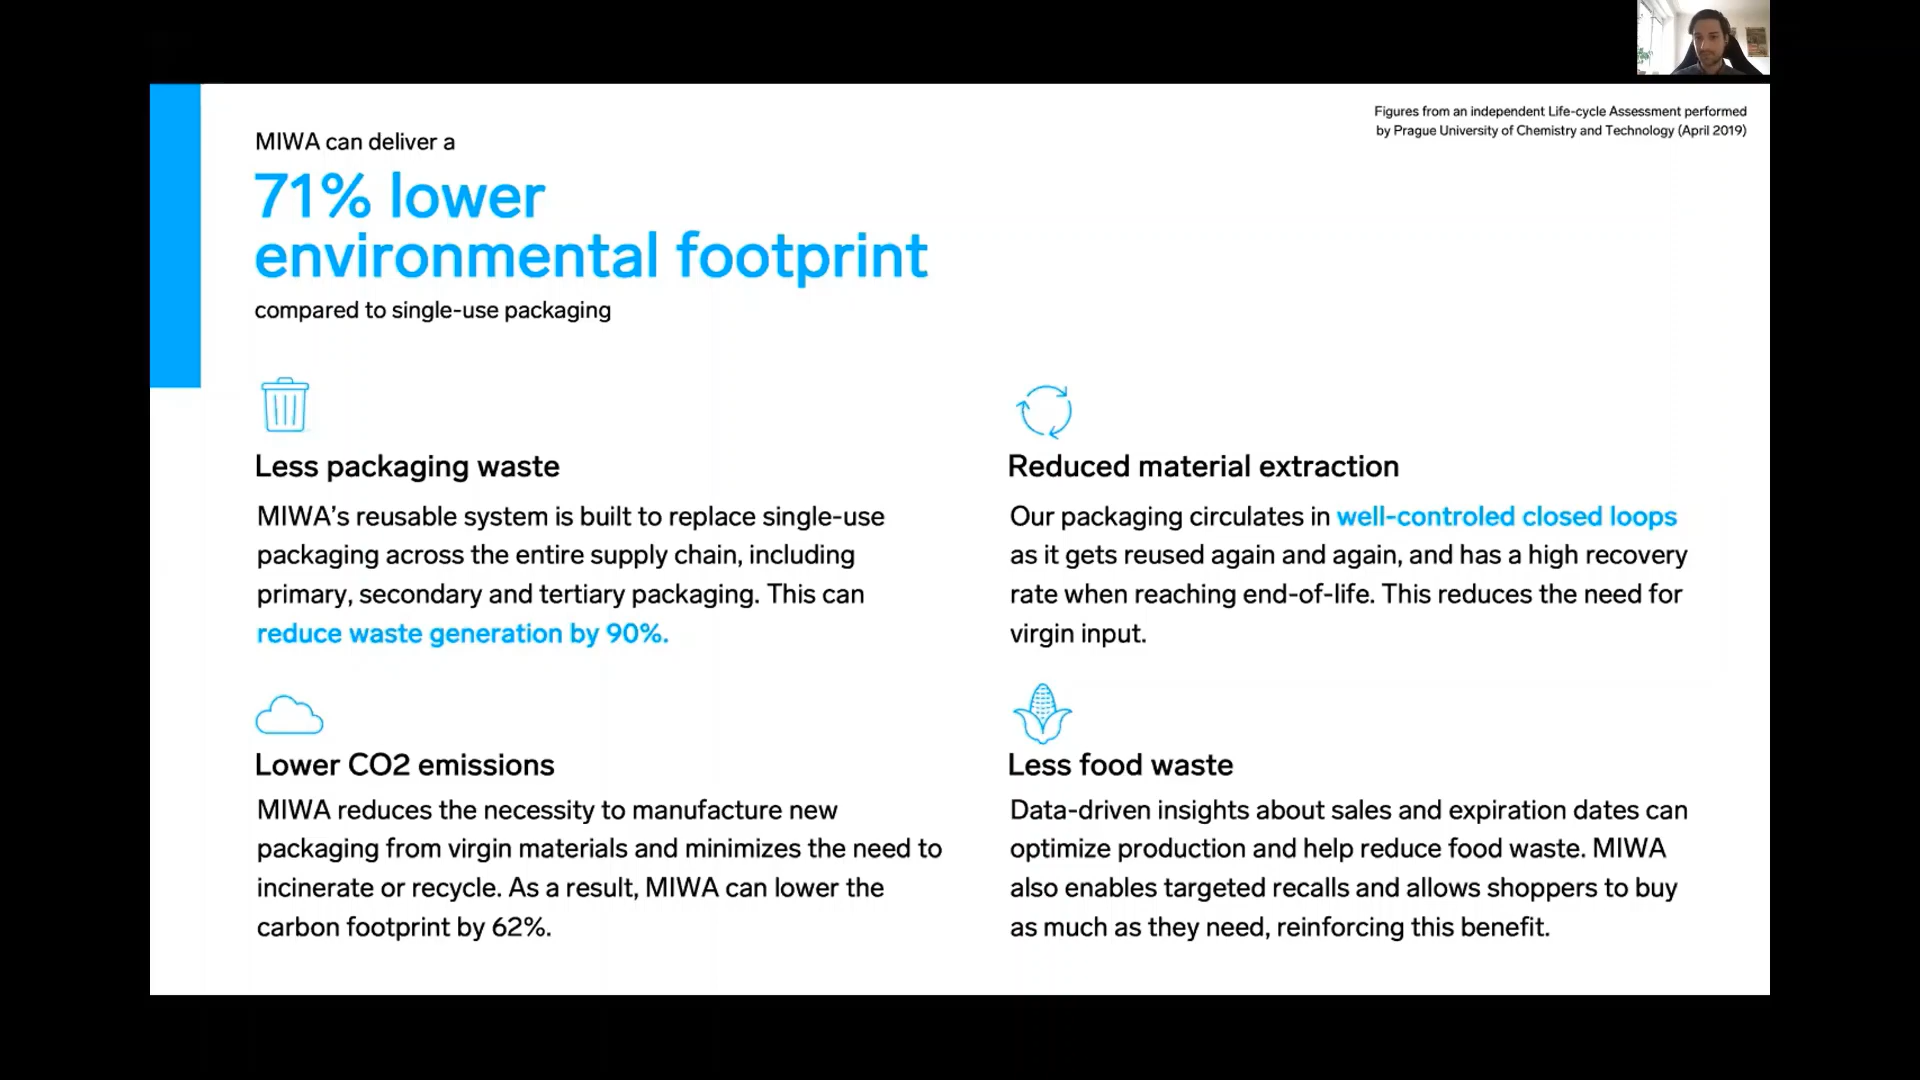 Figures from an independent Life-cycle Assessment performed
by Prague University of Chemistry and Technology (April 2019)
MIWA can deliver a
71% lower
environmental footprint
compared to single-use packaging
Less packaging waste
MIWA's reusable system is built to replace single-use
packaging across the entire supply chain, including
primary, secondary and tertiary packaging. This can
reduce waste generation by 90%.
Reduced material extraction
Our packaging circulates in well-controled closed loops
as it gets reused again and again, and has a high recovery
rate when reaching end-of-life. This reduces the need for
virgin input.
Lower CO2 emissions
MIWA reduces the necessity to manufacture new
packaging from virgin materials and minimizes the need to
incinerate or recycle. As a result, MIWA can lower the
carbon footprint by 62%.
Less food waste
Data-driven insights about sales and expiration dates can
optimize production and help reduce food waste. MIWA
also enables targeted recalls and allows shoppers to buy
as much as they need, reinforcing this benefit.